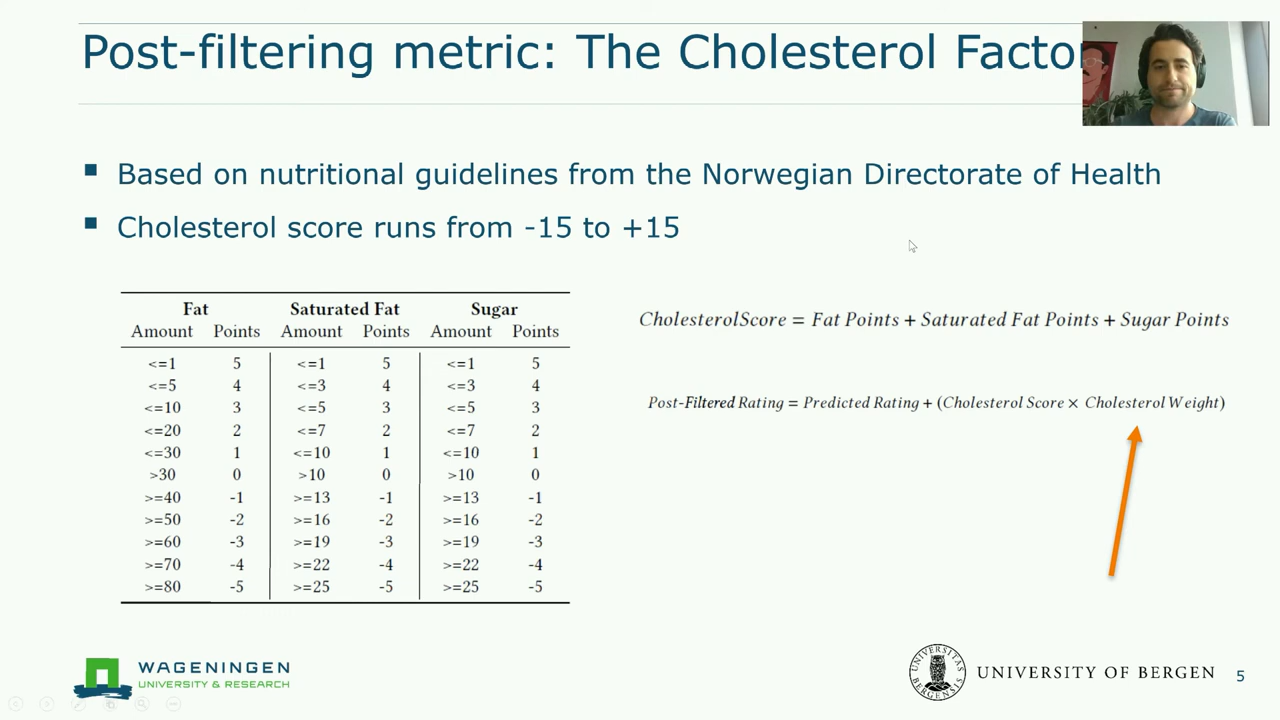 Post-filtering metric: The Cholesterol Facto
Based on nutritional guidelines from the Norwegian Directorate of Health
Cholesterol score runs from -15 to +15
Fat Saturated Fat Sugar
Amount Points Amount Points Amount Points
<=1 5 <=1 5 <=1 5
<=5 4 <=3 4 <=3 4
<=10 3 <=5 3 <=5 3
<=20 2 <=7 2 <=7 2
<=30 1 <=10 1 <=10 1
>30 0 >10 0 >10 0
>=40 -1 >=13 -1 >=13 -1
>=50 -2 >=16 -2 >=16 -2
>=60 -3 >=19 -3 >=19 -3
>=70 -4 >=22 -4 >=22 -4
>=80 -5 >=25 -5 >=25 -5
CholesterolScore = Fat Points + Saturated Fat Points + Sugar Points
Post-Filtered Rating = Predicted Rating + (Cholesterol Score × Cholesterol Weight)
WAGENINGEN
UNIVERSITY & RESEARCH
UNIVERSITY OF BERGEN
5